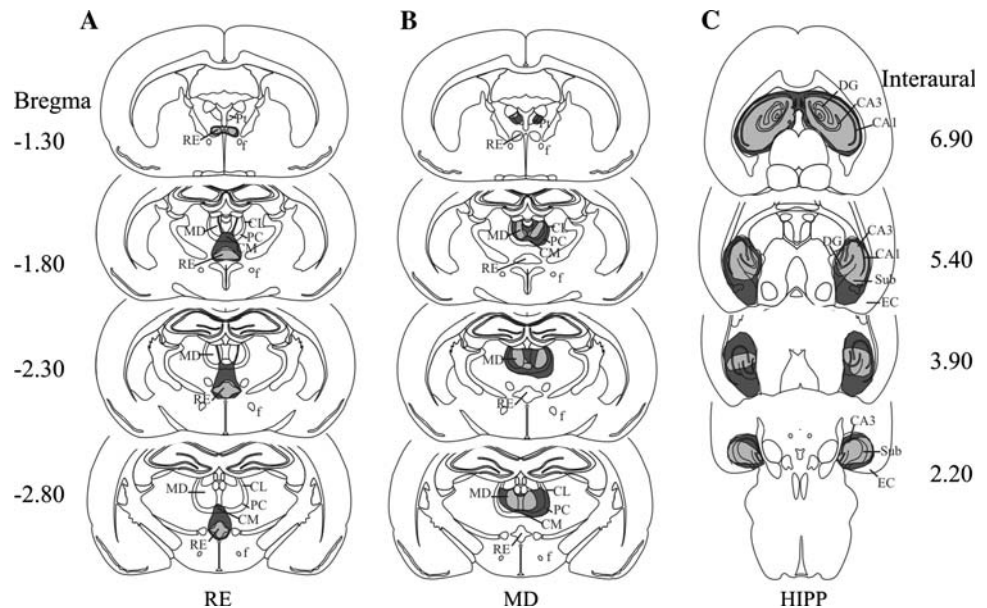 A
B
C
Bregma
Interaural
-1.30
-1.80
-2.30
-2.80
Pt
RE
f
MD
CL
PC
CM
RE
f
MD
RE
f
MD
CL
PC
CM
RE
f
RE
Pt
RE
f
MD
CL
PC
CM
RE
f
MD
RE
f
MD
CL
PC
CM
RE
f
MD
DG
CA3
CA1
6.90
CA3
DG
CA1
Sub
EC
5.40
3.90
CA3
Sub
EC
2.20
HIPP